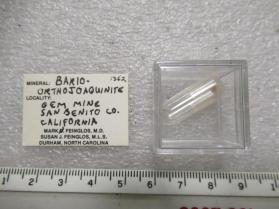 MINERAL: BARIO- 1362
ORTHOJOAQUINITE
LOCALITY:
GEM MINE
SAN BENITO CO.
CALIFORNIA
MARK N. FEINGLOS, M.D.
SUSAN J. FEINGLOS, M.L.S.
DURHAM, NORTH CAROLINA
1 2 3 4 5 6 7 8 9